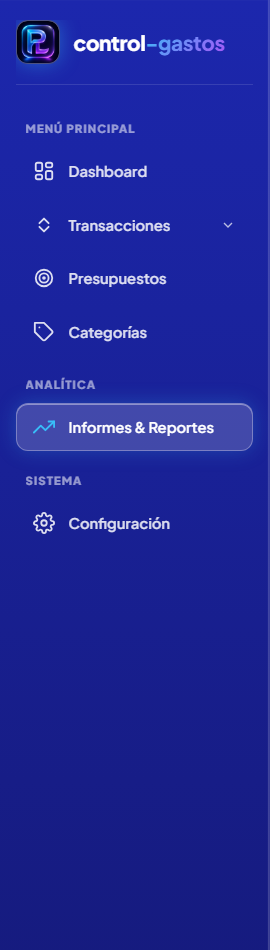 control-gastos
MENÚ PRINCIPAL
Dashboard
Transacciones
Presupuestos
Categorías
ANALÍTICA
Informes & Reportes
SISTEMA
Configuración